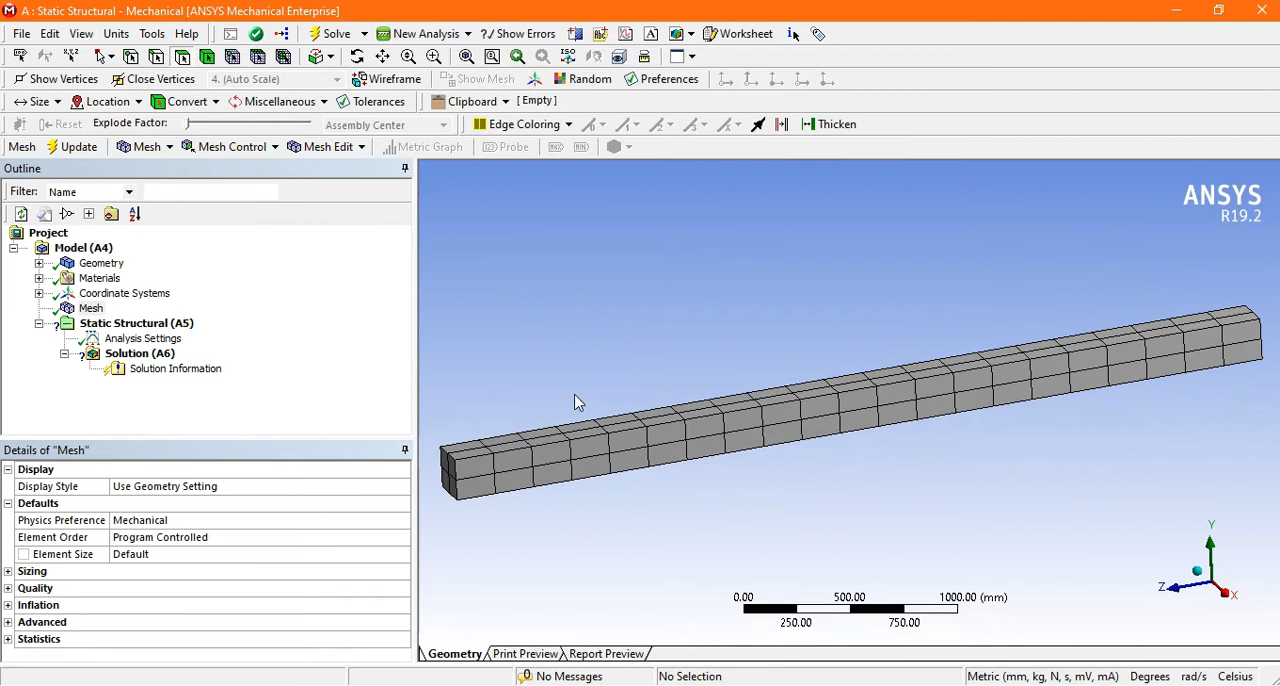 A : Static Structural - Mechanical [ANSYS Mechanical Enterprise]
File Edit View Units Tools Help Solve New Analysis ?/ Show Errors Worksheet
Show Vertices Close Vertices 4. (Auto Scale) Wireframe Show Mesh Random Preferences
Size Location Convert Miscellaneous Tolerances Clipboard [ Empty ]
Reset Explode Factor: Assembly Center Edge Coloring Thicken
Mesh Update Mesh Mesh Control Mesh Edit Metric Graph Probe MAX MIN
Outline
Filter: Name
Project
Model (A4)
Geometry
Materials
Coordinate Systems
Mesh
Static Structural (A5)
Analysis Settings
Solution (A6)
Solution Information
Details of "Mesh"
Display
Display Style Use Geometry Setting
Defaults
Physics Preference Mechanical
Element Order Program Controlled
Element Size Default
Sizing
Quality
Inflation
Advanced
Statistics
ANSYS
R19.2
0.00 500.00 1000.00 (mm)
250.00 750.00
Y
Z
X
Geometry Print Preview Report Preview
0 No Messages No Selection Metric (mm, kg, N, s, mV, mA) Degrees rad/s Celsius